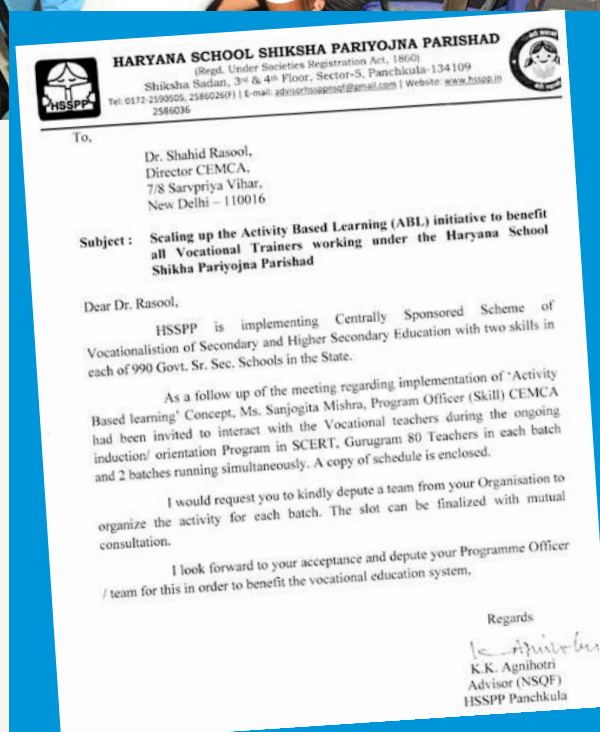 HARYANA SCHOOL SHIKSHA PARIYOJNA PARISHAD
(Regd. Under Societies Registration Act, 1860)
Shiksha Sadan, 3rd & 4th Floor, Sector-5, Panchkula-134109
Tel: 0172-2590505, 2586026(F) | E-mail: advisorhssppnsqf@gmail.com | Website: www.hsspp.in
2586036
HSSPP
To,
Dr. Shahid Rasool,
Director CEMCA,
7/8 Sarvpriya Vihar,
New Delhi – 110016
Subject : Scaling up the Activity Based Learning (ABL) initiative to benefit
all Vocational Trainers working under the Haryana School
Shikha Pariyojna Parishad
Dear Dr. Rasool,
HSSPP is implementing Centrally Sponsored Scheme of
Vocationalistion of Secondary and Higher Secondary Education with two skills in
each of 990 Govt. Sr. Sec. Schools in the State.
As a follow up of the meeting regarding implementation of 'Activity
Based learning' Concept, Ms. Sanjogita Mishra, Program Officer (Skill) CEMCA
had been invited to interact with the Vocational teachers during the ongoing
induction/ orientation Program in SCERT, Gurugram 80 Teachers in each batch
and 2 batches running simultaneously. A copy of schedule is enclosed.
I would request you to kindly depute a team from your Organisation to
organize the activity for each batch. The slot can be finalized with mutual
consultation.
I look forward to your acceptance and depute your Programme Officer
/ team for this in order to benefit the vocational education system.
Regards
K.K. Agnihotri
Advisor (NSQF)
HSSPP Panchkula